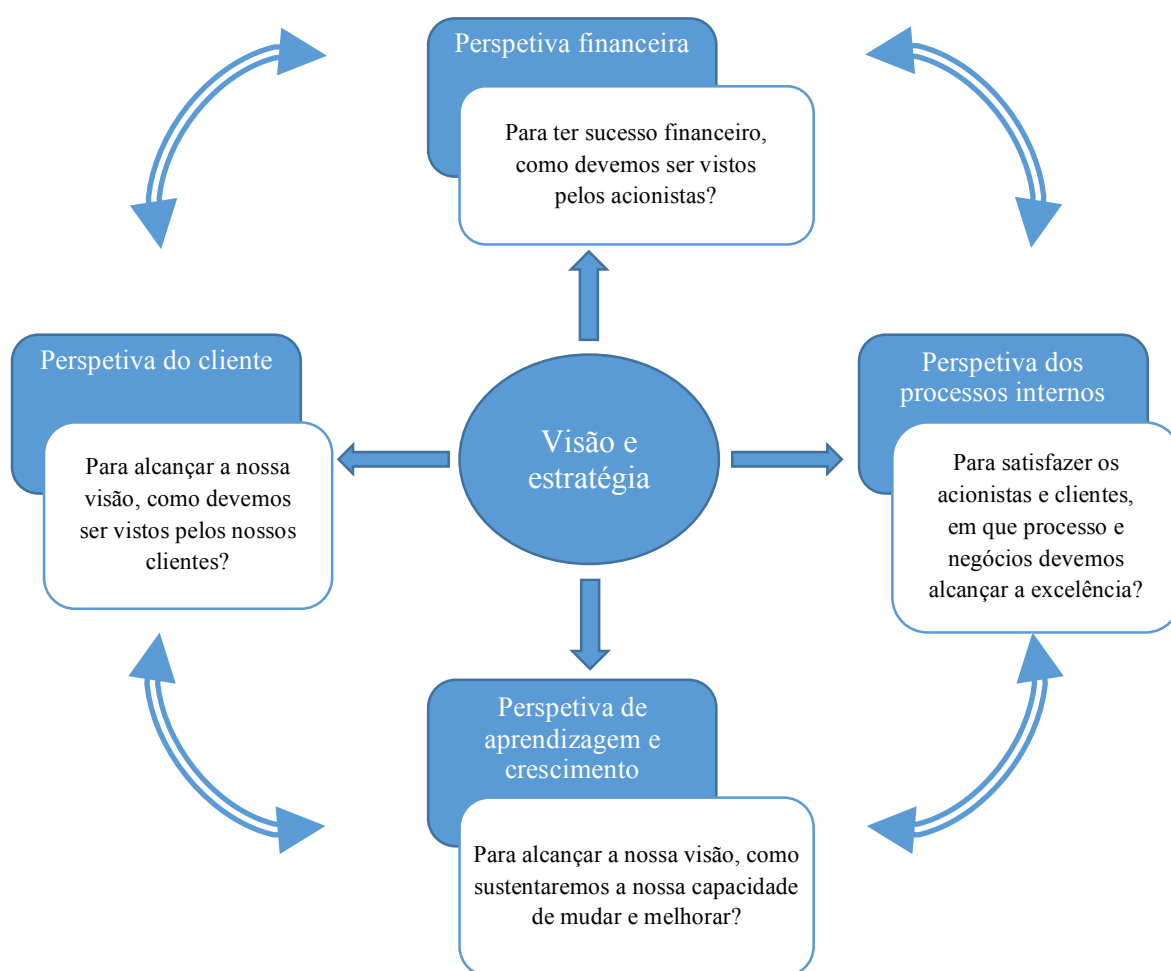 Perspetiva financeira
Para ter sucesso financeiro,
como devemos ser vistos
pelos acionistas?
Perspetiva do cliente
Para alcançar a nossa
visão, como devemos
ser vistos pelos nossos
clientes?
Visão e
estratégia
Perspetiva dos
processos internos
Para satisfazer os
acionistas e clientes,
em que processo e
negócios devemos
alcançar a excelência?
Perspetiva de
aprendizagem e
crescimento
Para alcançar a nossa visão, como
sustentaremos a nossa capacidade
de mudar e melhorar?